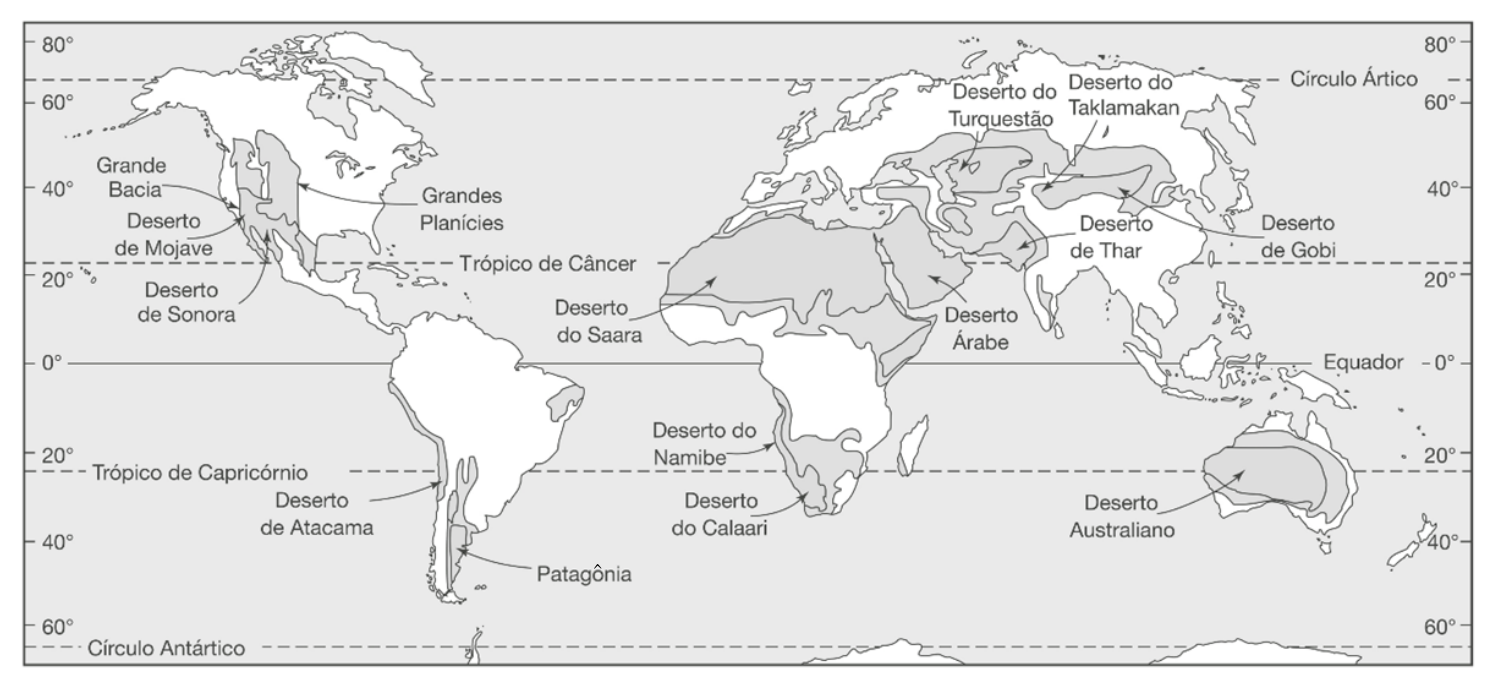 80°
80°
Círculo Ártico
60°
60°
Deserto do
Turquestão
Deserto do
Taklamakan
Grande
Bacia
40°
40°
Grandes
Planícies
Deserto
de Mojave
Deserto
de Thar
Deserto
de Gobi
Trópico de Câncer
20°
20°
Deserto
de Sonora
Deserto
do Saara
Deserto
Árabe
0°
Equador
0°
Deserto do
Namibe
20°
20°
Trópico de Capricórnio
Deserto
de Atacama
Deserto
do Calaari
Deserto
Australiano
40°
40°
Patagônia
60°
60°
Círculo Antártico